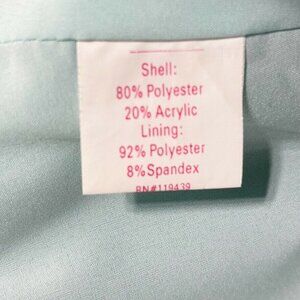 Shell:
80% Polyester
20% Acrylic
Lining:
92% Polyester
8% Spandex
RN#119439